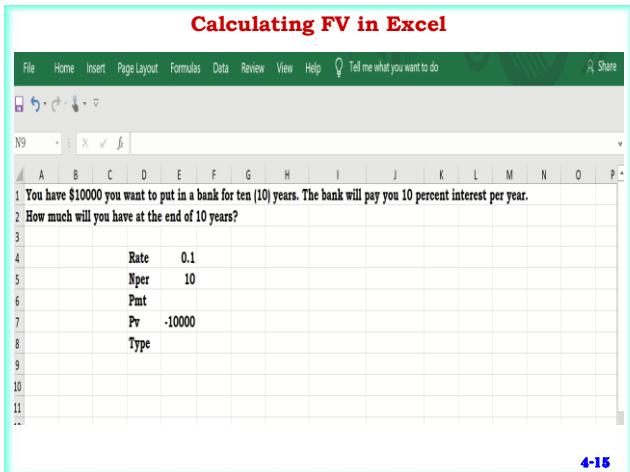 Calculating FV in Excel
File Home Insert Page Layout Formulas Data Review View Help Tell me what you want to do Share
N9 fx
A B C D E F G H I J K L M N O P
1 You have $10000 you want to put in a bank for ten (10) years. The bank will pay you 10 percent interest per year.
2 How much will you have at the end of 10 years?
3
4 Rate 0.1
5 Nper 10
6 Pmt
7 Pv -10000
8 Type
9
10
11
4-15